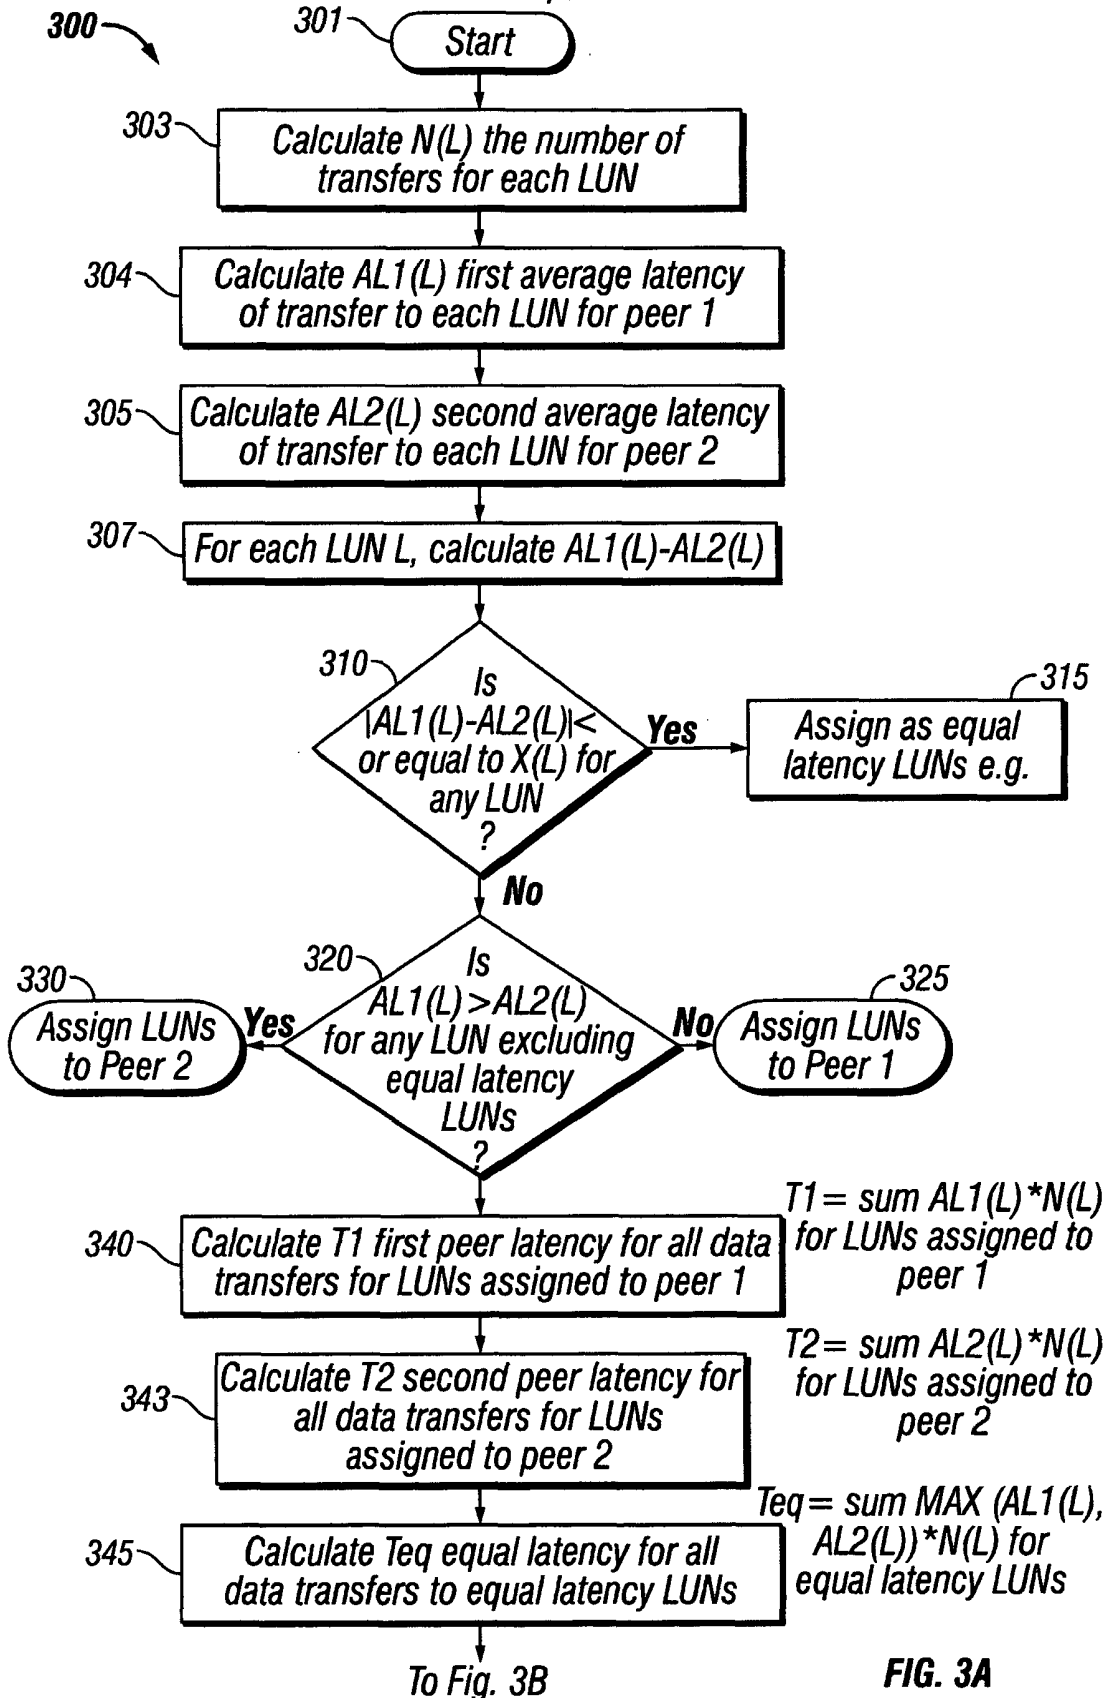 300
301
Start
303
Calculate N(L) the number of
transfers for each LUN
304
Calculate AL1(L) first average latency
of transfer to each LUN for peer 1
305
Calculate AL2(L) second average latency
of transfer to each LUN for peer 2
307
For each LUN L, calculate AL1(L)-AL2(L)
310
Is
|AL1(L)-AL2(L)|<
or equal to X(L) for
any LUN
?
Yes
315
Assign as equal
latency LUNs e.g.
No
320
Is
AL1(L)>AL2(L)
for any LUN excluding
equal latency
LUNs
?
330
Assign LUNs
to Peer 2
Yes
No
325
Assign LUNs
to Peer 1
340
Calculate T1 first peer latency for all data
transfers for LUNs assigned to peer 1
T1= sum AL1(L)*N(L)
for LUNs assigned to
peer 1
343
Calculate T2 second peer latency for
all data transfers for LUNs
assigned to peer 2
T2= sum AL2(L)*N(L)
for LUNs assigned to
peer 2
345
Calculate Teq equal latency for all
data transfers to equal latency LUNs
Teq= sum MAX (AL1(L),
AL2(L))*N(L) for
equal latency LUNs
To Fig. 3B
FIG. 3A